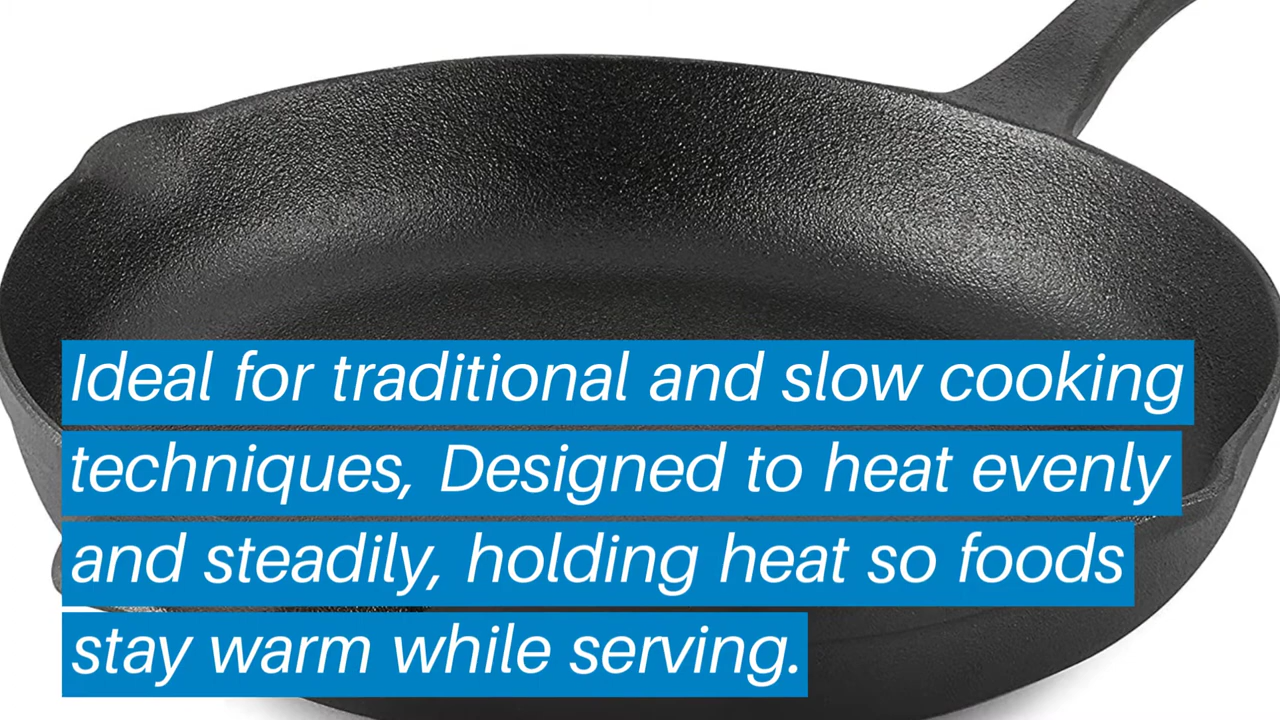 Ideal for traditional and slow cooking
techniques, Designed to heat evenly
and steadily, holding heat so foods
stay warm while serving.